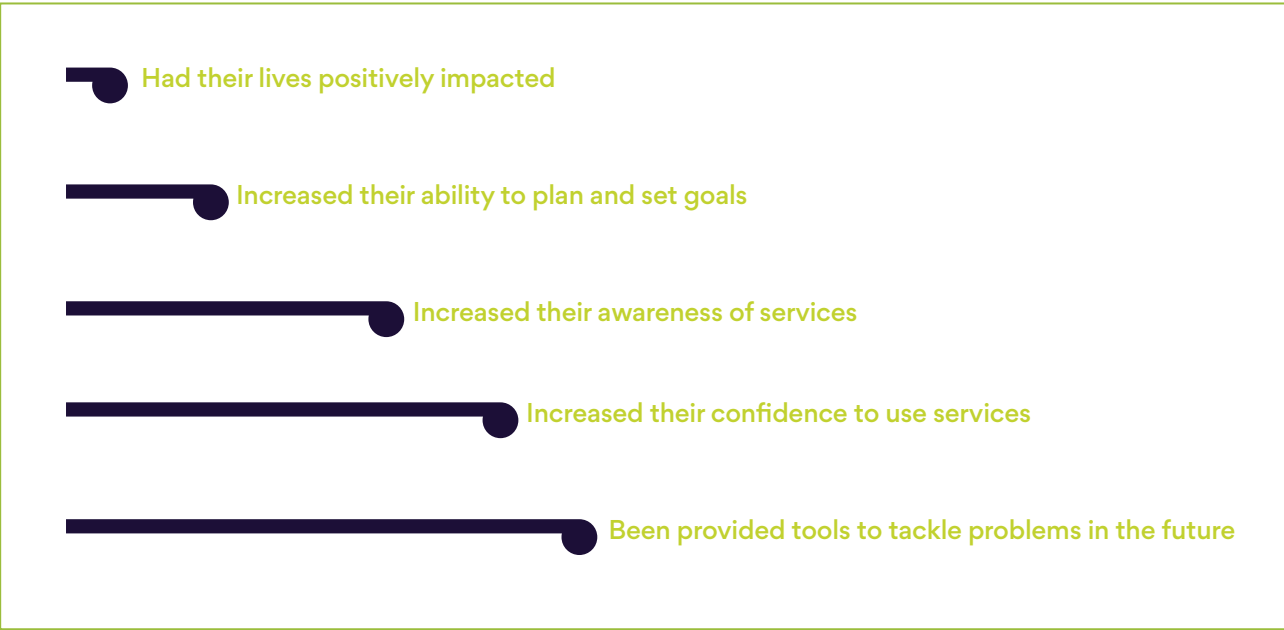 Had their lives positively impacted
Increased their ability to plan and set goals
Increased their awareness of services
Increased their confidence to use services
Been provided tools to tackle problems in the future